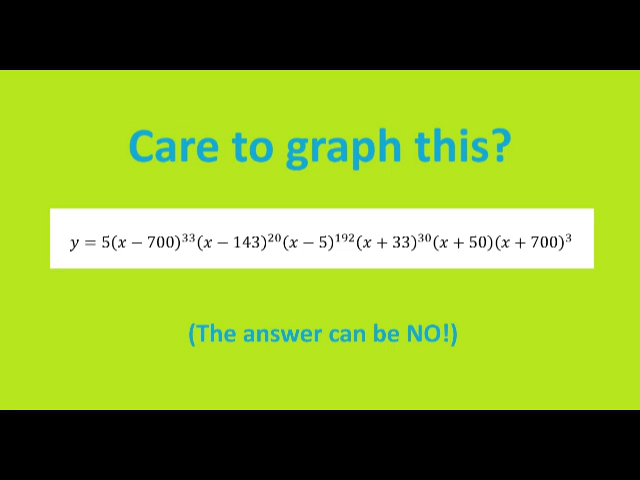 Care to graph this?
y = 5(x − 700)³³(x − 143)²⁰(x − 5)¹⁹²(x + 33)³⁰(x + 50)(x + 700)³
(The answer can be NO!)